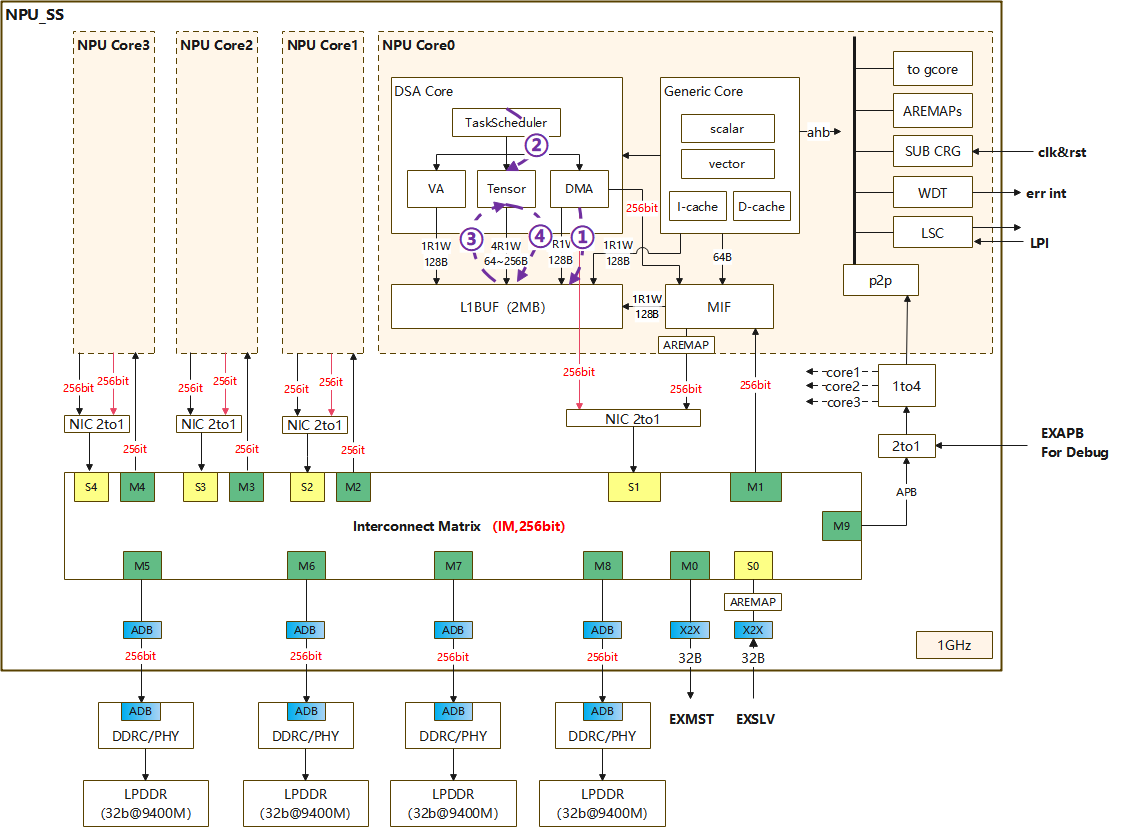 NPU_SS
NPU Core3
NPU Core2
NPU Core1
NPU Core0
DSA Core
TaskScheduler
②
VA
Tensor
DMA
③
④
①
1R1W
128B
4R1W
64~256B
128B
1R1W
128B
256bit
L1BUF (2MB)
Generic Core
scalar
vector
I-cache
D-cache
64B
1R1W
128B
MIF
AREMAP
ahb
to gcore
AREMAPs
SUB CRG
WDT
LSC
p2p
clk&rst
err int
LPI
256bit
256bit
NIC 2to1
256it
256it
256it
NIC 2to1
256it
256it
256it
NIC 2to1
256it
256bit
256bit
NIC 2to1
256bit
core1
core2
core3
1to4
2to1
EXAPB
For Debug
APB
S4
M4
S3
M3
S2
M2
S1
M1
Interconnect Matrix (IM,256bit)
M9
M5
M6
M7
M8
M0
S0
AREMAP
ADB
ADB
ADB
ADB
X2X
X2X
256bit
256bit
256bit
256bit
32B
32B
1GHz
EXMST
EXSLV
ADB
DDRC/PHY
ADB
DDRC/PHY
ADB
DDRC/PHY
ADB
DDRC/PHY
LPDDR
(32b@9400M)
LPDDR
(32b@9400M)
LPDDR
(32b@9400M)
LPDDR
(32b@9400M)